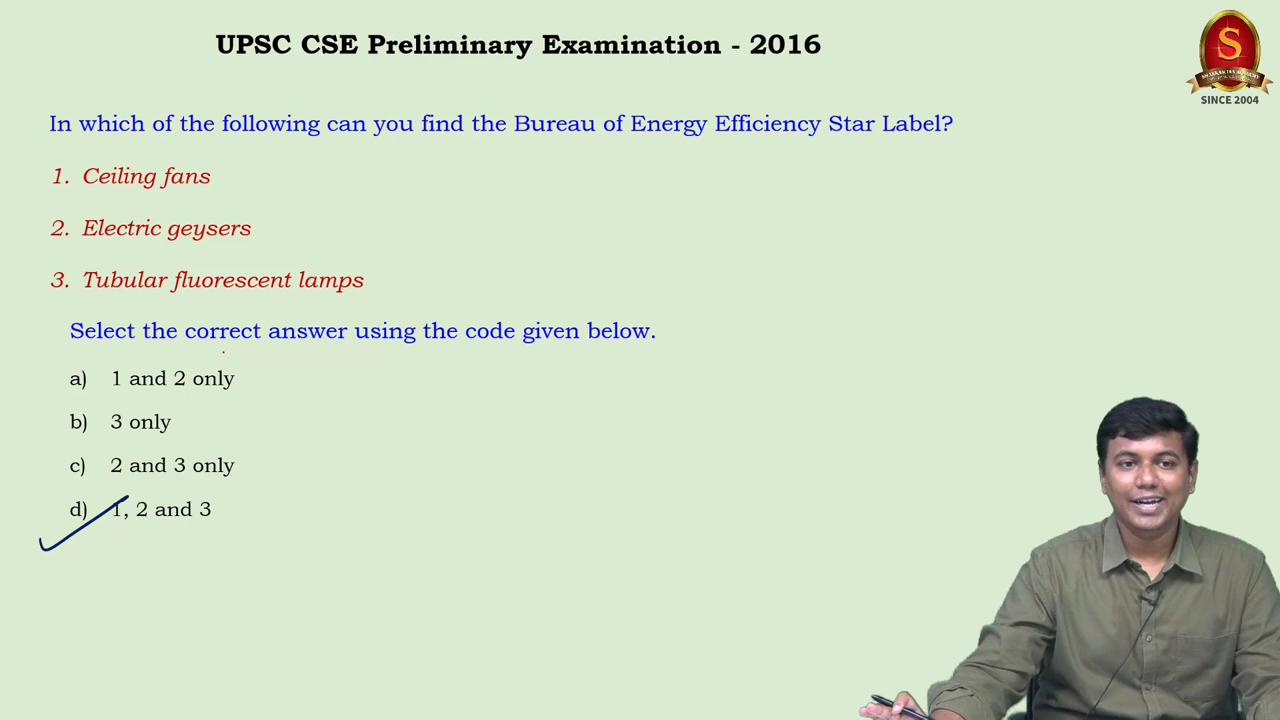 UPSC CSE Preliminary Examination - 2016
S
SINCE 2004
In which of the following can you find the Bureau of Energy Efficiency Star Label?
1. Ceiling fans
2. Electric geysers
3. Tubular fluorescent lamps
Select the correct answer using the code given below.
a) 1 and 2 only
b) 3 only
c) 2 and 3 only
d) 1, 2 and 3